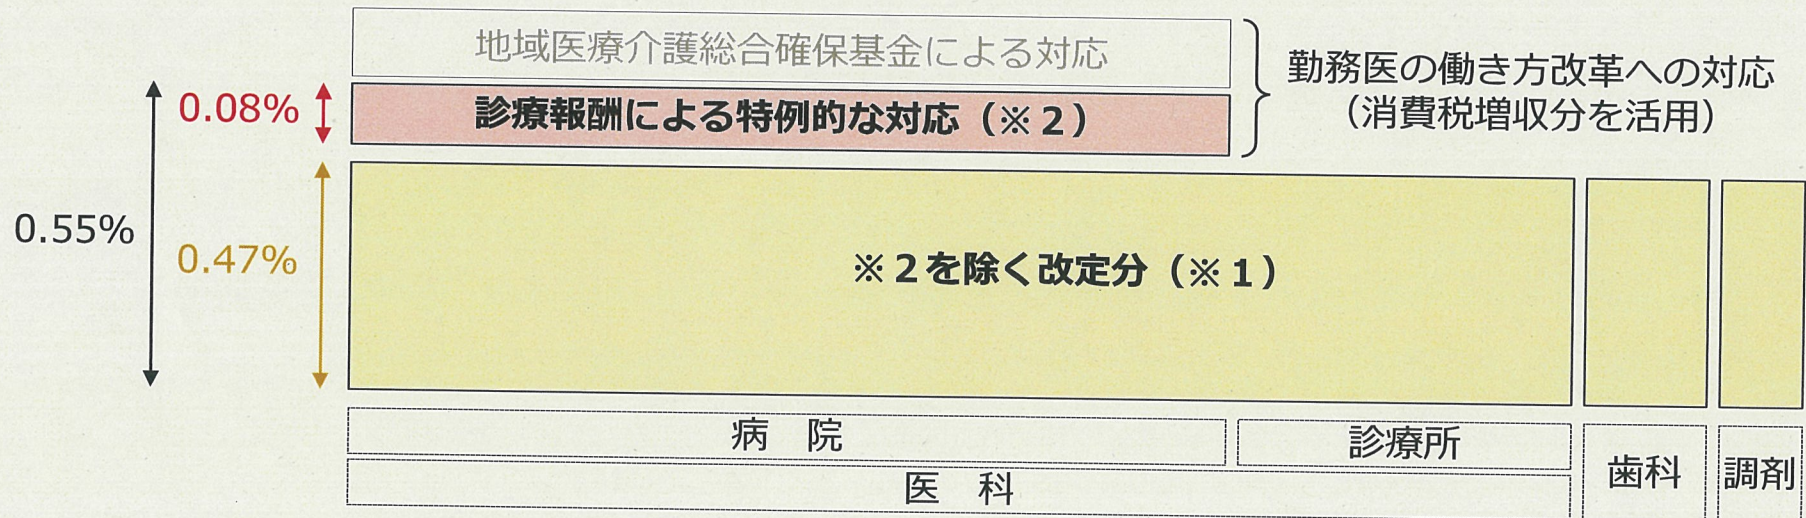 地域医療介護総合確保基金による対応
勤務医の働き方改革への対応
（消費税増収分を活用）
0.08%
診療報酬による特例的な対応（※２）
0.55%
0.47%
※２を除く改定分（※１）
病　院
診療所
医　科
歯科
調剤